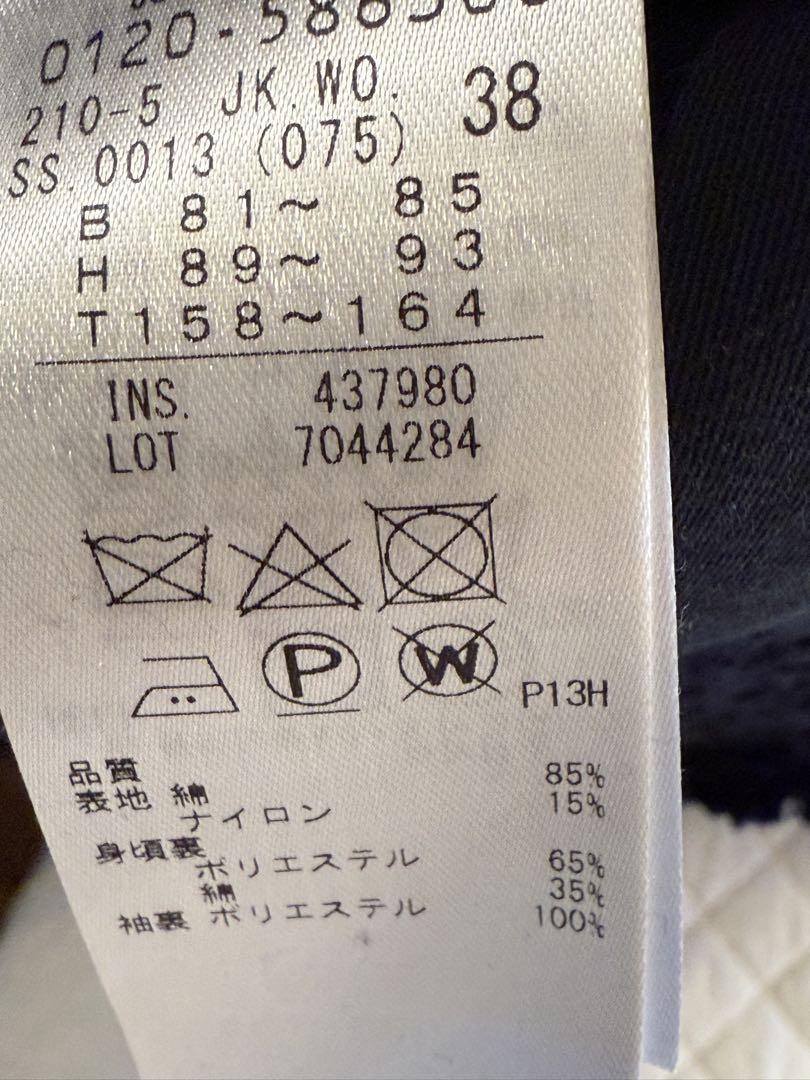 0120-588
210-5 JK.WO. 38
SS.0013 (075)
B 81~ 85
H 89~ 93
T158~164
INS. 437980
LOT 7044284
P W P13H
品質
表地 綿 85%
ナイロン 15%
身頃裏
ポリエステル 65%
綿 35%
袖裏 ポリエステル 100%